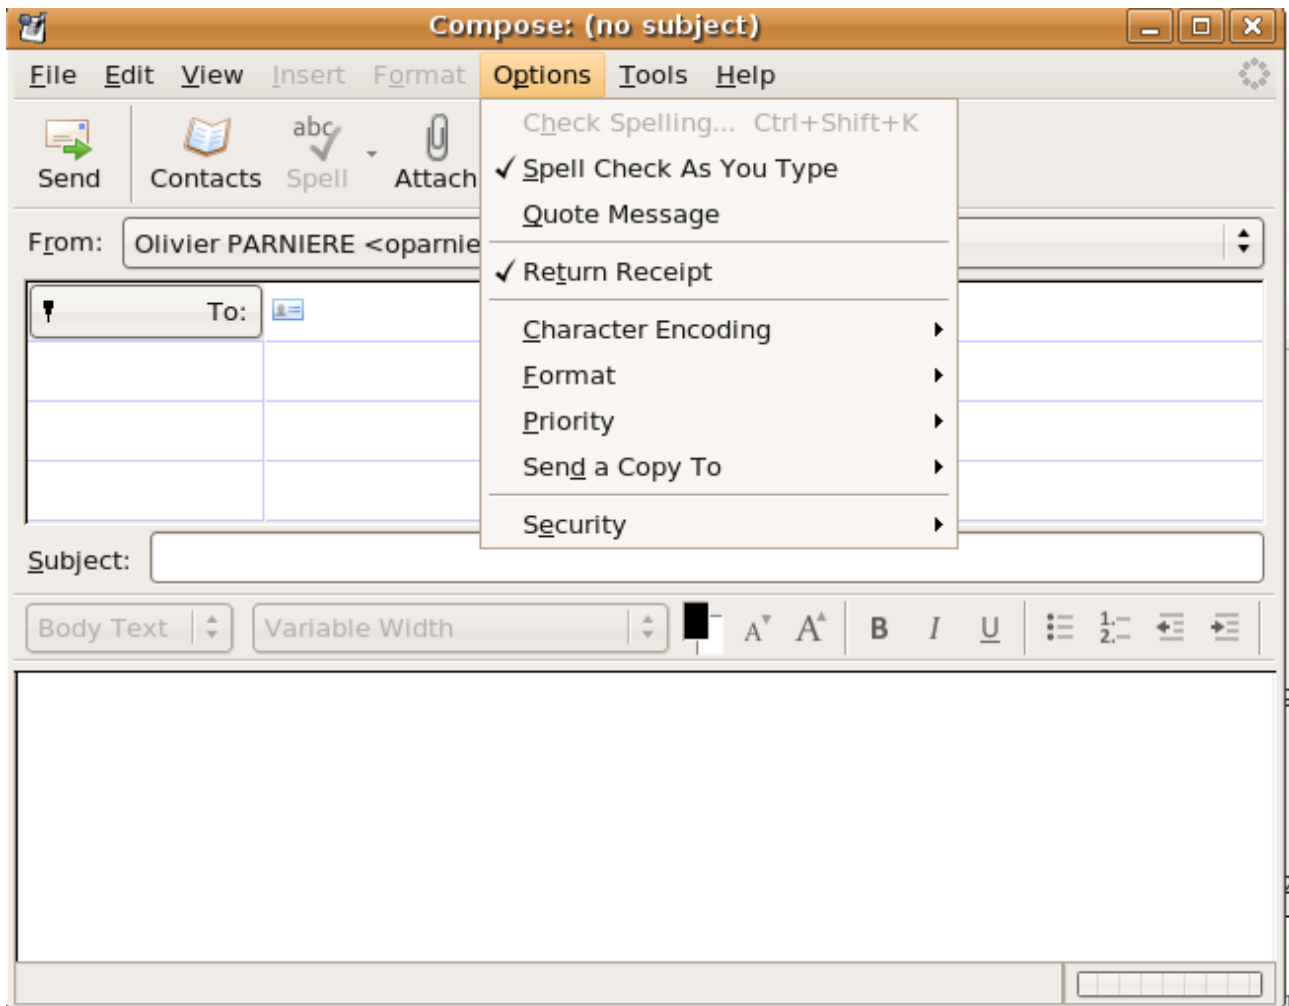 Compose: (no subject)
File Edit View Insert Format Options Tools Help
Send Contacts abc Spell Attach
Check Spelling... Ctrl+Shift+K
Spell Check As You Type
Quote Message
Return Receipt
Character Encoding
Format
Priority
Send a Copy To
Security
From: Olivier PARNIERE <oparnie
To:
Subject:
Body Text Variable Width A A B I U 1. 2.